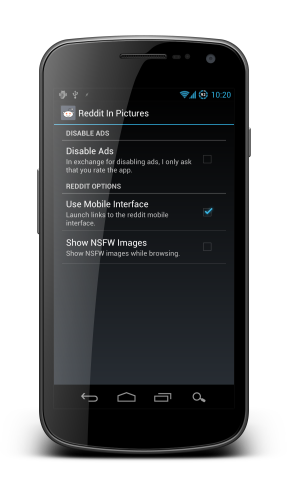 10:20
Reddit In Pictures
DISABLE ADS
Disable Ads
In exchange for disabling ads, I only ask
that you rate the app.
REDDIT OPTIONS
Use Mobile Interface
Launch links to the reddit mobile
interface.
Show NSFW Images
Show NSFW images while browsing.